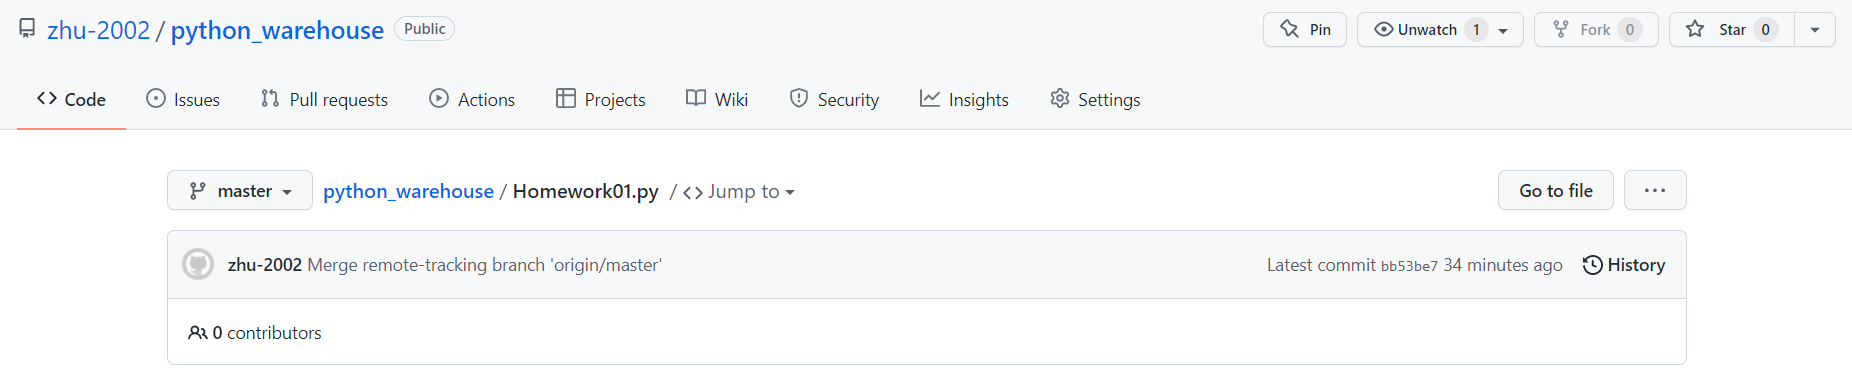 zhu-2002 / python_warehouse Public Pin Unwatch 1 Fork 0 Star 0
Code Issues Pull requests Actions Projects Wiki Security Insights Settings
master python_warehouse / Homework01.py / <> Jump to Go to file ...
zhu-2002 Merge remote-tracking branch 'origin/master' Latest commit bb53be7 34 minutes ago History
0 contributors